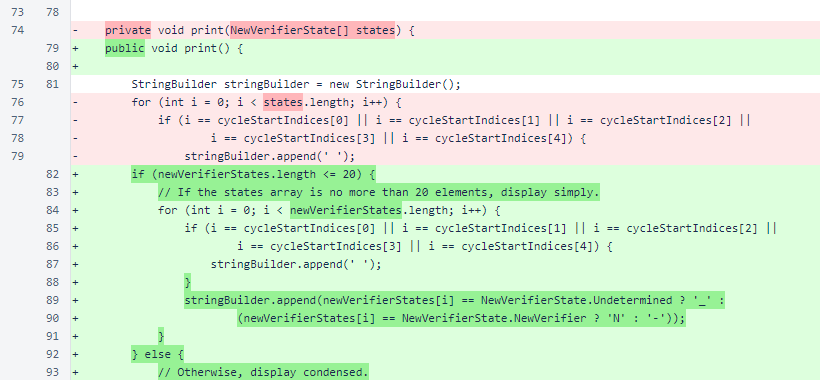 73 78
74 - private void print(NewVerifierState[] states) {
79 + public void print() {
80 +
75 81 StringBuilder stringBuilder = new StringBuilder();
76 - for (int i = 0; i < states.length; i++) {
77 - if (i == cycleStartIndices[0] || i == cycleStartIndices[1] || i == cycleStartIndices[2] ||
78 - i == cycleStartIndices[3] || i == cycleStartIndices[4]) {
79 - stringBuilder.append(' ');
82 + if (newVerifierStates.length <= 20) {
83 + // If the states array is no more than 20 elements, display simply.
84 + for (int i = 0; i < newVerifierStates.length; i++) {
85 + if (i == cycleStartIndices[0] || i == cycleStartIndices[1] || i == cycleStartIndices[2] ||
86 + i == cycleStartIndices[3] || i == cycleStartIndices[4]) {
87 + stringBuilder.append(' ');
88 + }
89 + stringBuilder.append(newVerifierStates[i] == NewVerifierState.Undetermined ? '_' :
90 + (newVerifierStates[i] == NewVerifierState.NewVerifier ? 'N' : '-'));
91 + }
92 + } else {
93 + // Otherwise, display condensed.